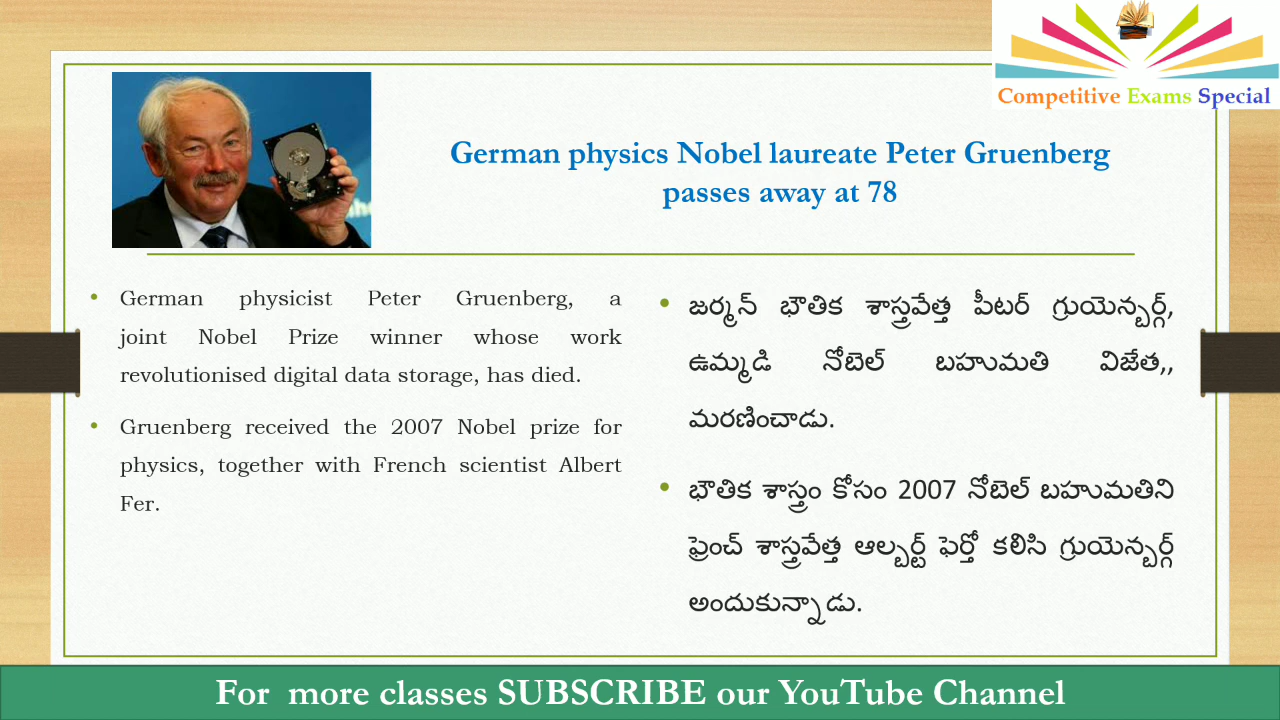 Competitive Exams Special
German physics Nobel laureate Peter Gruenberg
passes away at 78
• German physicist Peter Gruenberg, a
joint Nobel Prize winner whose work
revolutionised digital data storage, has died.
• Gruenberg received the 2007 Nobel prize for
physics, together with French scientist Albert
Fer.
• జర్మన్ భౌతిక శాస్త్రవేత్త పీటర్ గ్రుయెన్బర్గ్,
ఉమ్మడి నోబెల్ బహుమతి విజేత,,
మరణించాడు.
• భౌతిక శాస్త్రం కోసం 2007 నోబెల్ బహుమతిని
ఫ్రెంచ్ శాస్త్రవేత్త ఆల్బర్ట్ ఫెర్తో కలిసి గ్రుయెన్బర్గ్
అందుకున్నాడు.
For more classes SUBSCRIBE our YouTube Channel